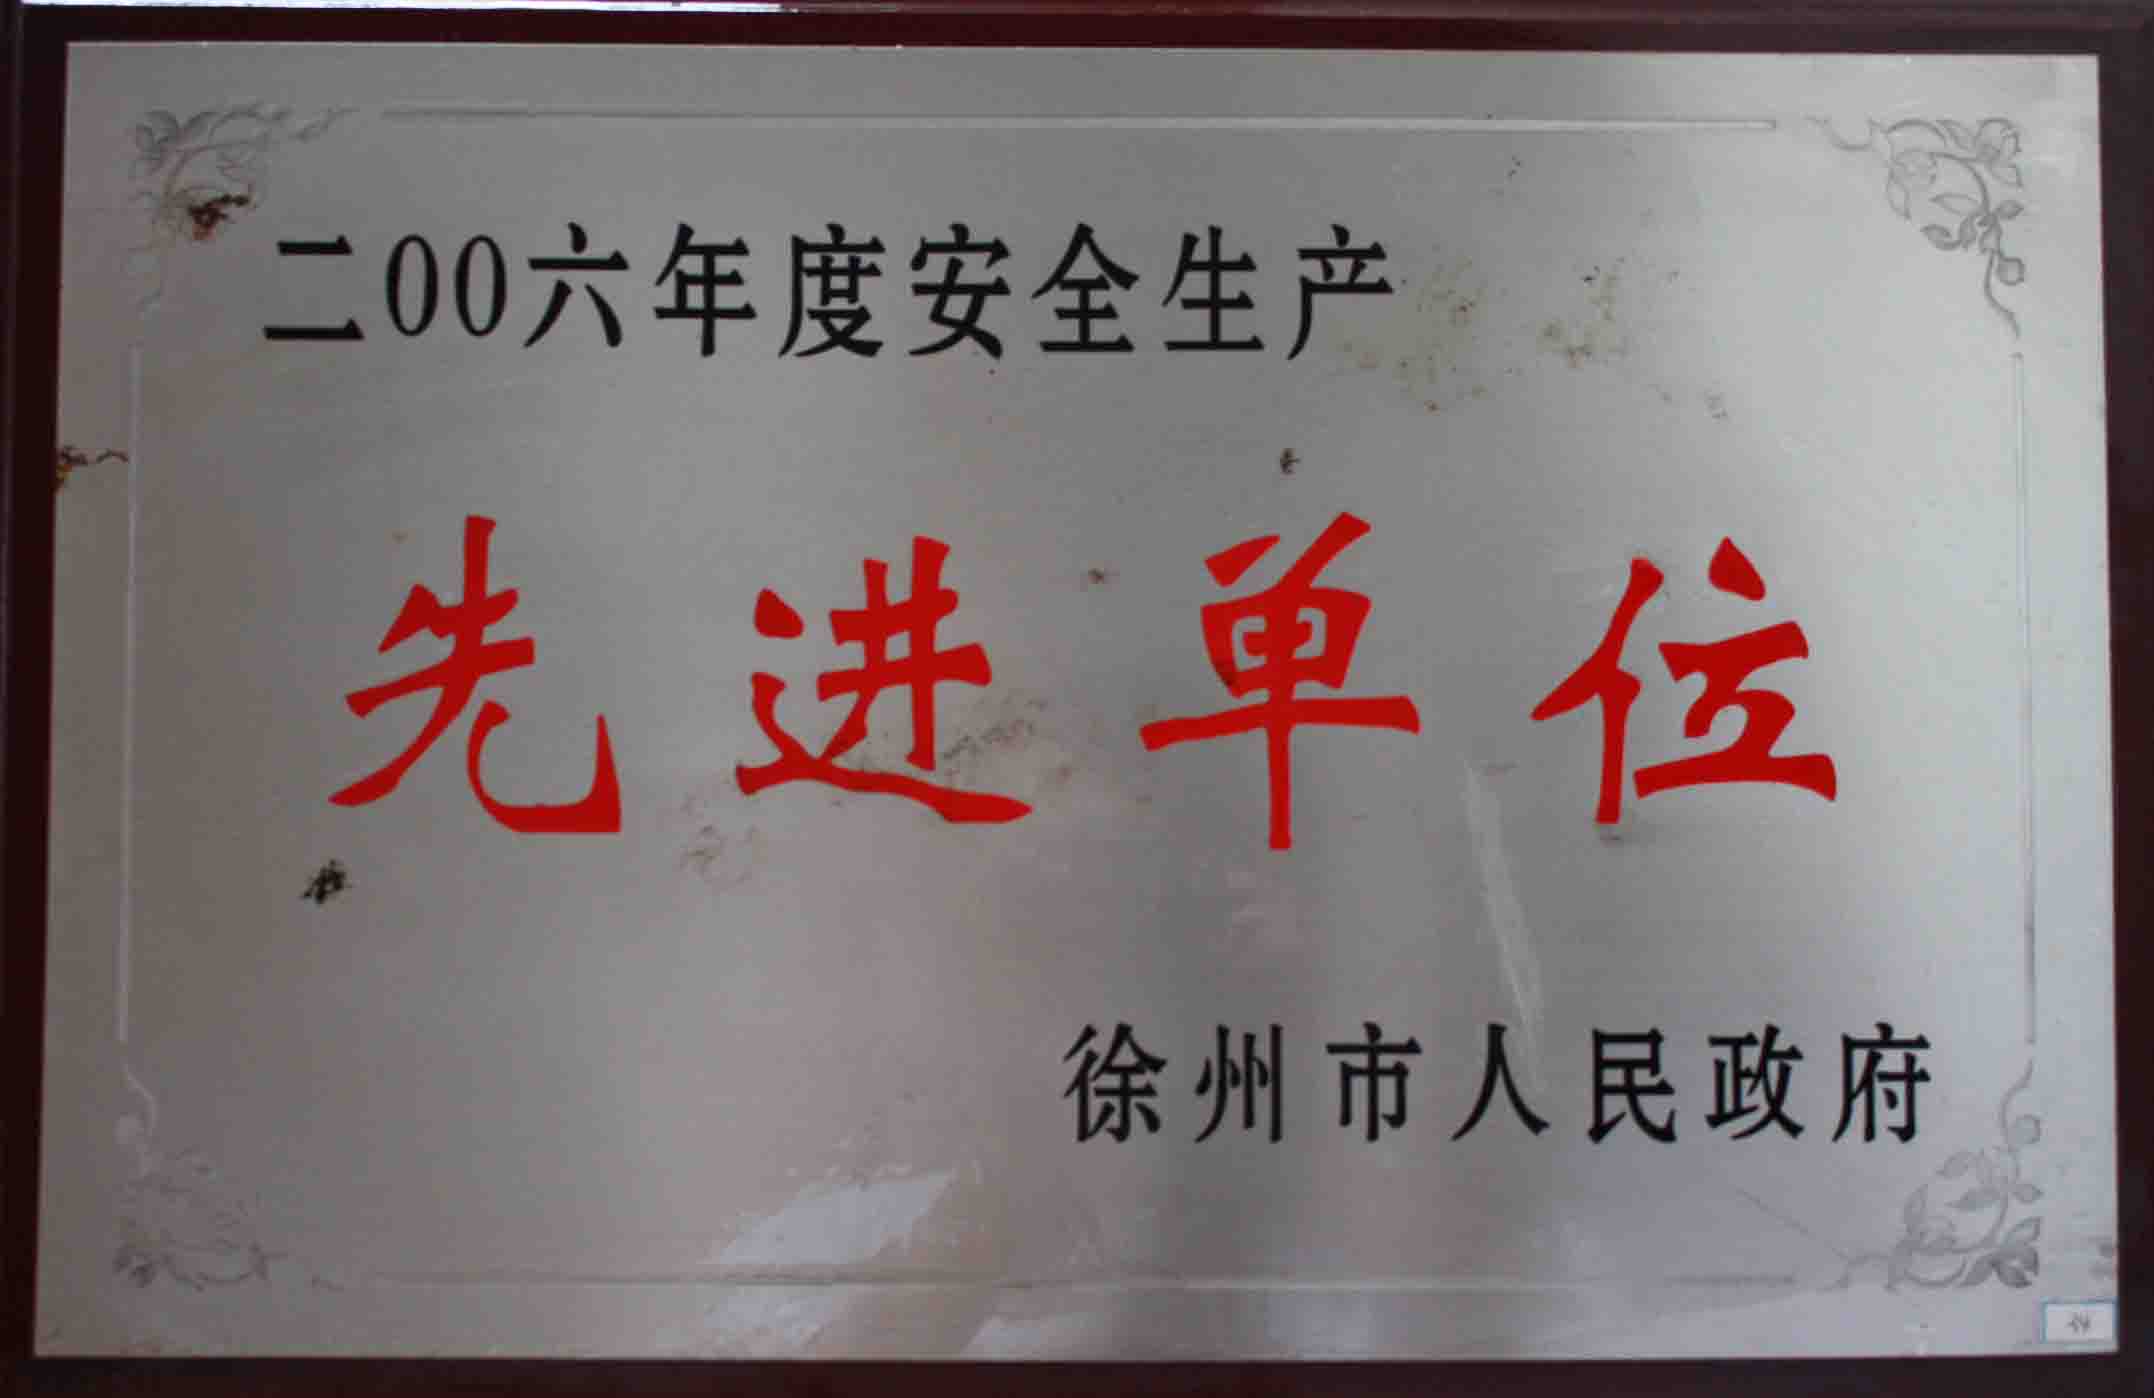 二00六年度安全生产
先进单位
徐州市人民政府